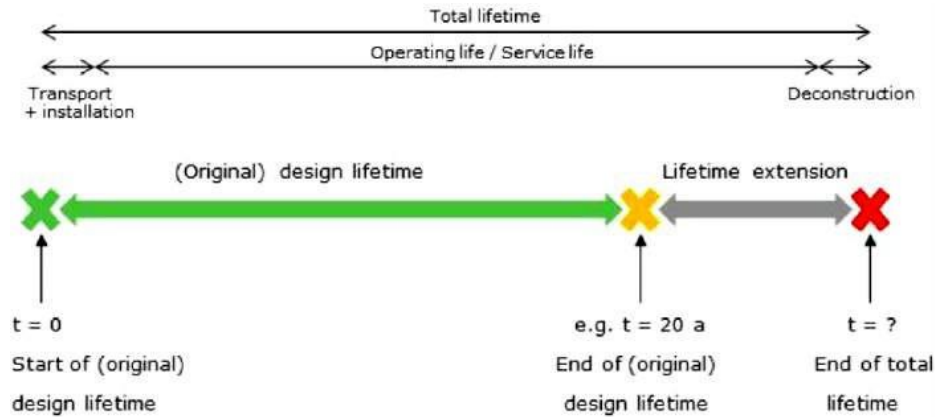 Total lifetime
Operating life / Service life
Transport
+ installation
Deconstruction
(Original) design lifetime
Lifetime extension
t = 0
Start of (original)
design lifetime
e.g. t = 20 a
End of (original)
design lifetime
t = ?
End of total
lifetime